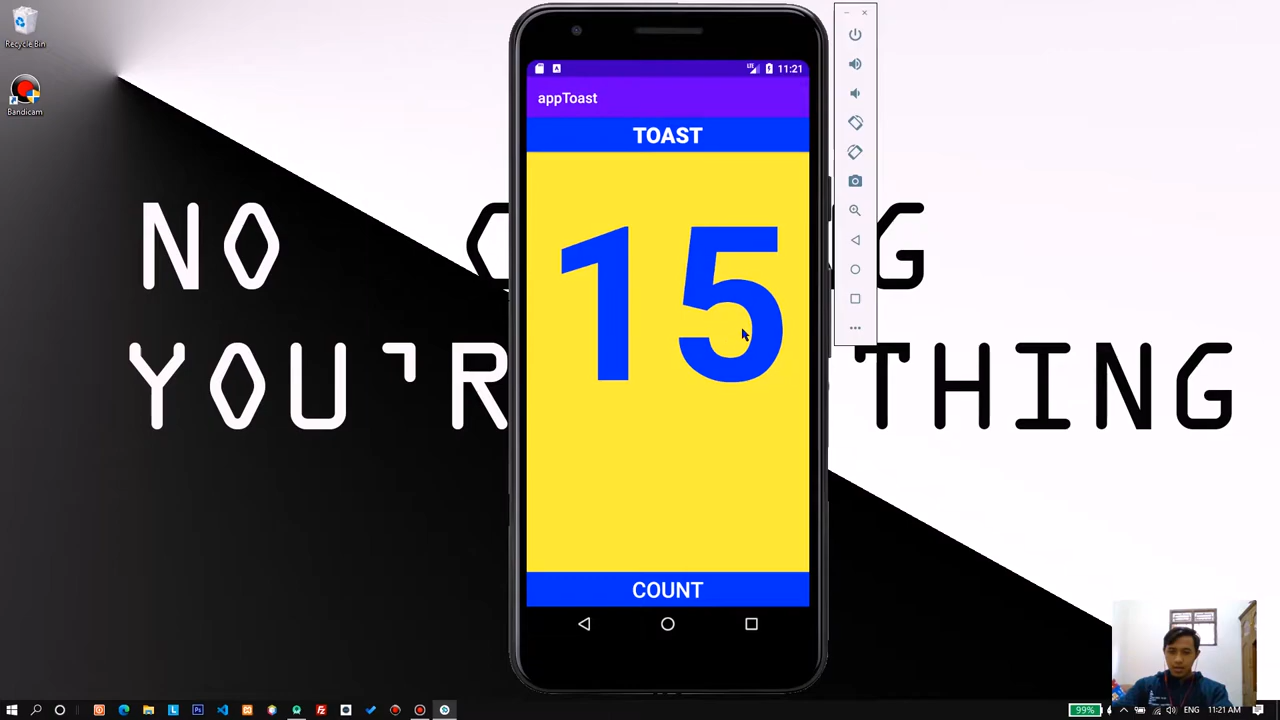 Recycle Bin
Bandicam
11:21
appToast
TOAST
15
COUNT
NO
G
YOU'R
THING
99%
ENG
11:21 AM